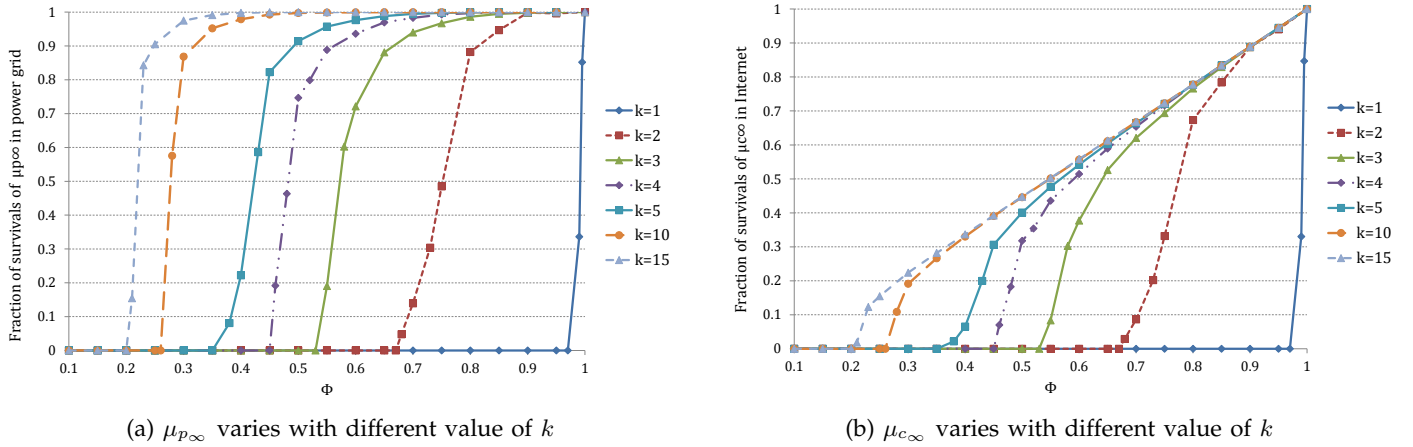 Fraction of survivals of μp∞ in power grid
1
0.9
0.8
0.7
0.6
0.5
0.4
0.3
0.2
0.1
0
0.1 0.2 0.3 0.4 0.5 0.6 0.7 0.8 0.9 1
Φ
k=1
k=2
k=3
k=4
k=5
k=10
k=15
(a) μp∞ varies with different value of k
Fraction of survivals of μc∞ in Internet
1
0.9
0.8
0.7
0.6
0.5
0.4
0.3
0.2
0.1
0
0.1 0.2 0.3 0.4 0.5 0.6 0.7 0.8 0.9 1
Φ
k=1
k=2
k=3
k=4
k=5
k=10
k=15
(b) μc∞ varies with different value of k